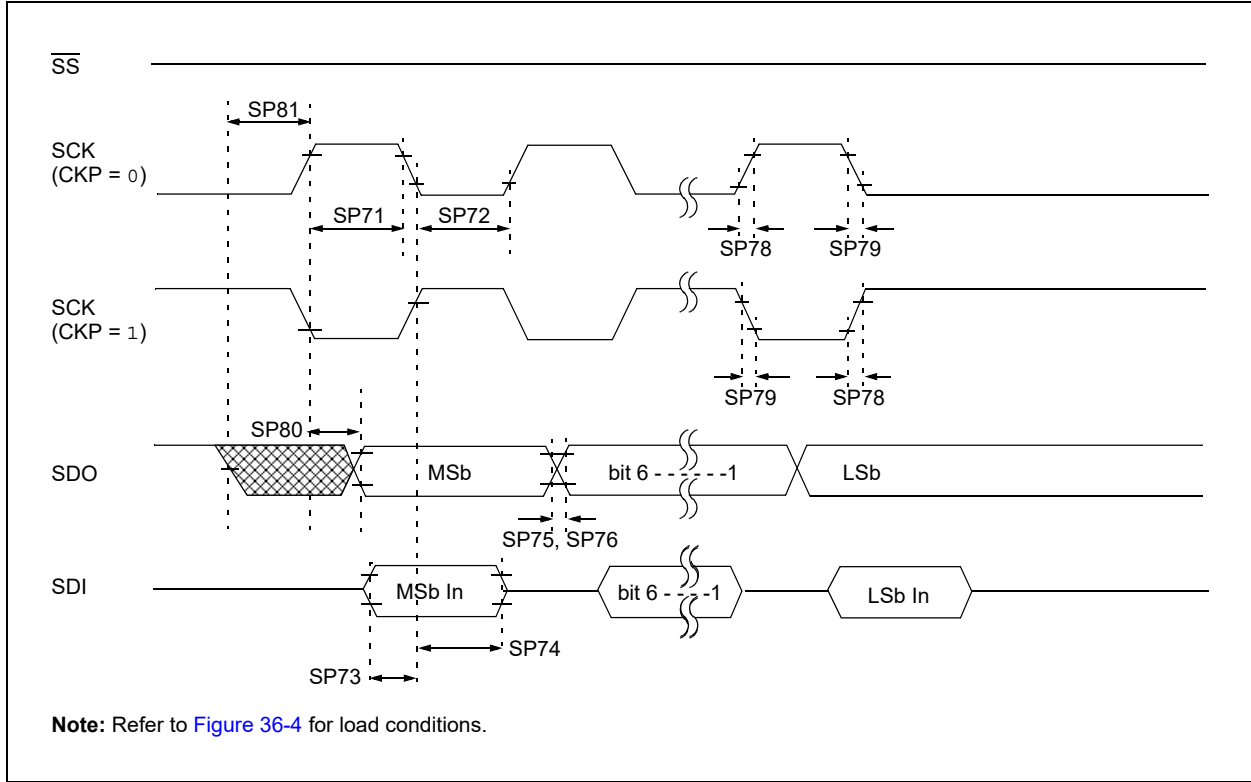 SS
SP81
SCK
(CKP = 0)
SP71
SP72
SP78
SP79
SCK
(CKP = 1)
SP79
SP78
SP80
SDO
MSb
bit 6 - - - - - - -1
LSb
SP75, SP76
SDI
MSb In
bit 6 - - - - -1
LSb In
SP74
SP73
Note: Refer to Figure 36-4 for load conditions.